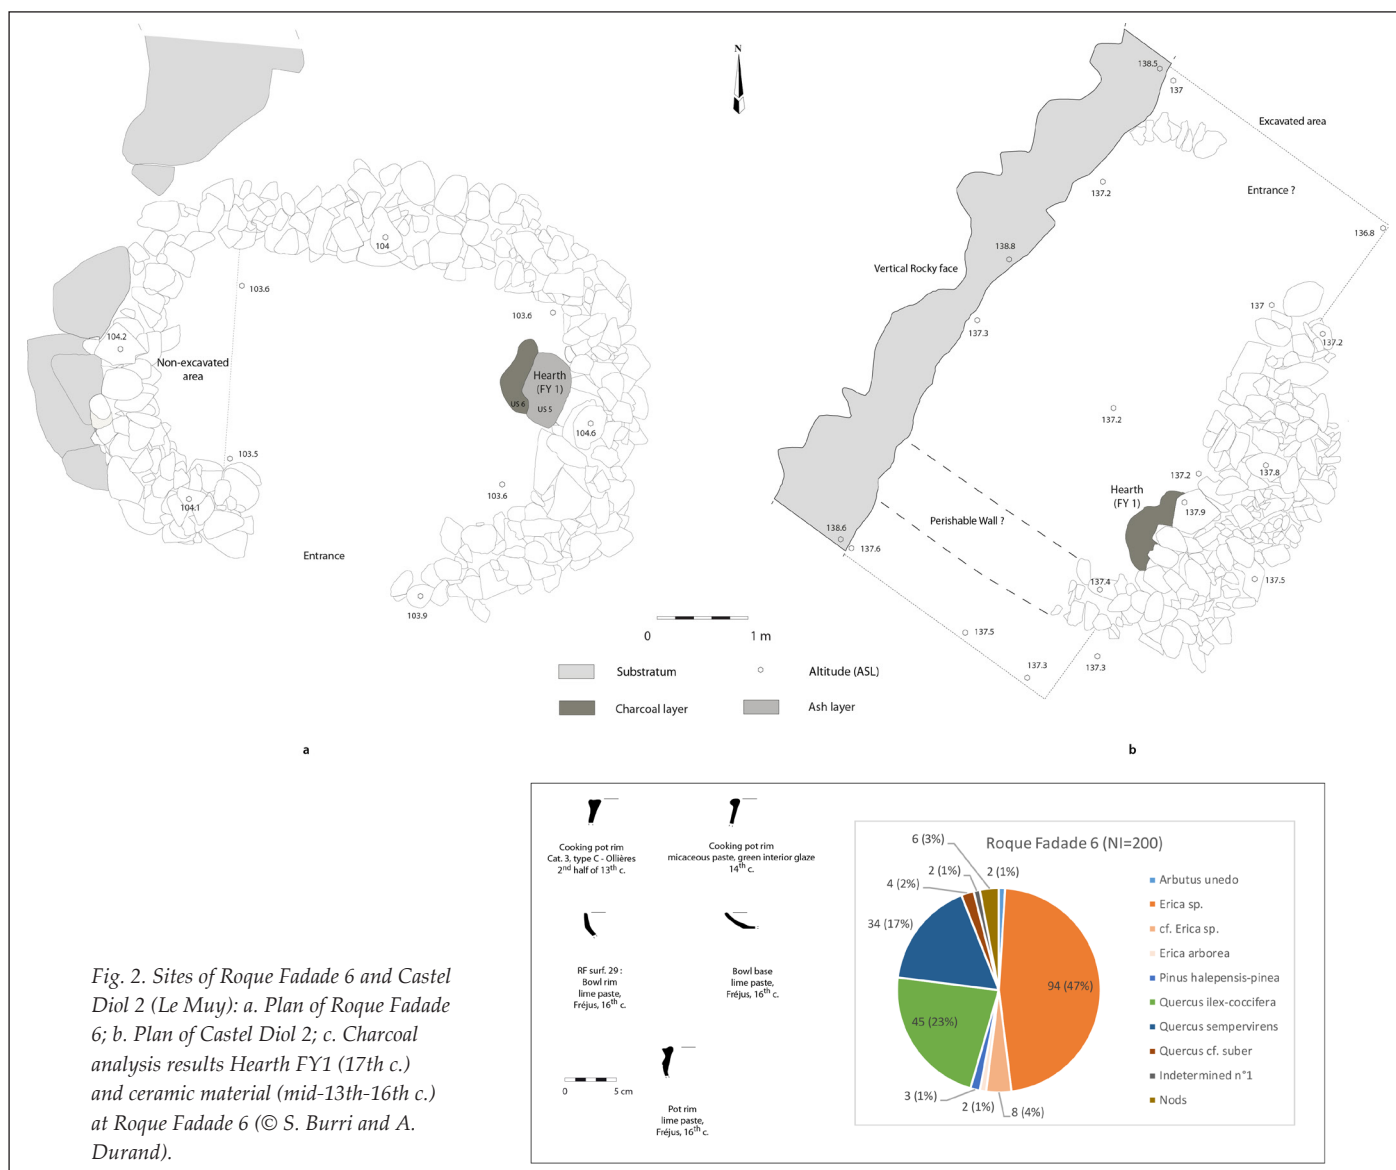 N
104
103.6
104.2
Non-excavated
area
103.6
Hearth
(FY 1)
US 6
US 5
104.6
103.5
103.6
104.1
Entrance
103.9
138.5
137
Excavated area
137.2
Entrance ?
136.8
138.8
Vertical Rocky face
137
137.3
137.2
137.2
137.2
137.8
Hearth
(FY 1)
137.9
Perishable Wall ?
138.6
137.6
137.4
137.5
137.5
137.3
137.3
0 1 m
Substratum
Altitude (ASL)
Charcoal layer
Ash layer
a
b
Cooking pot rim
Cat. 3, type C - Ollières
2nd half of 13th c.
Cooking pot rim
micaceous paste, green interior glaze
14th c.
RF surf. 29 :
Bowl rim
lime paste,
Fréjus, 16th c.
Bowl base
lime paste,
Fréjus, 16th c.
0 5 cm
Pot rim
lime paste,
Fréjus, 16th c.
Roque Fadade 6 (NI=200)
6 (3%)
2 (1%)
2 (1%)
4 (2%)
34 (17%)
94 (47%)
45 (23%)
3 (1%)
2 (1%)
8 (4%)
Arbutus unedo
Erica sp.
cf. Erica sp.
Erica arborea
Pinus halepensis-pinea
Quercus ilex-coccifera
Quercus sempervirens
Quercus cf. suber
Indetermined n°1
Nods
Fig. 2. Sites of Roque Fadade 6 and Castel
Diol 2 (Le Muy): a. Plan of Roque Fadade
6; b. Plan of Castel Diol 2; c. Charcoal
analysis results Hearth FY1 (17th c.)
and ceramic material (mid-13th-16th c.)
at Roque Fadade 6 (© S. Burri and A.
Durand).